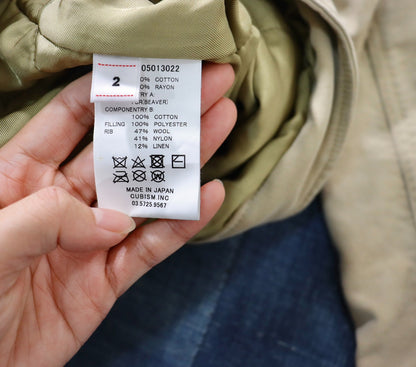 2
05013022
0% COTTON
0% RAYON
RY A
FUR(BEAVER)
COMPONENTRY B.
100% COTTON
FILLING 100% POLYESTER
RIB 47% WOOL
41% NYLON
12% LINEN
MADE IN JAPAN
CUBISM INC
03 5725 9567